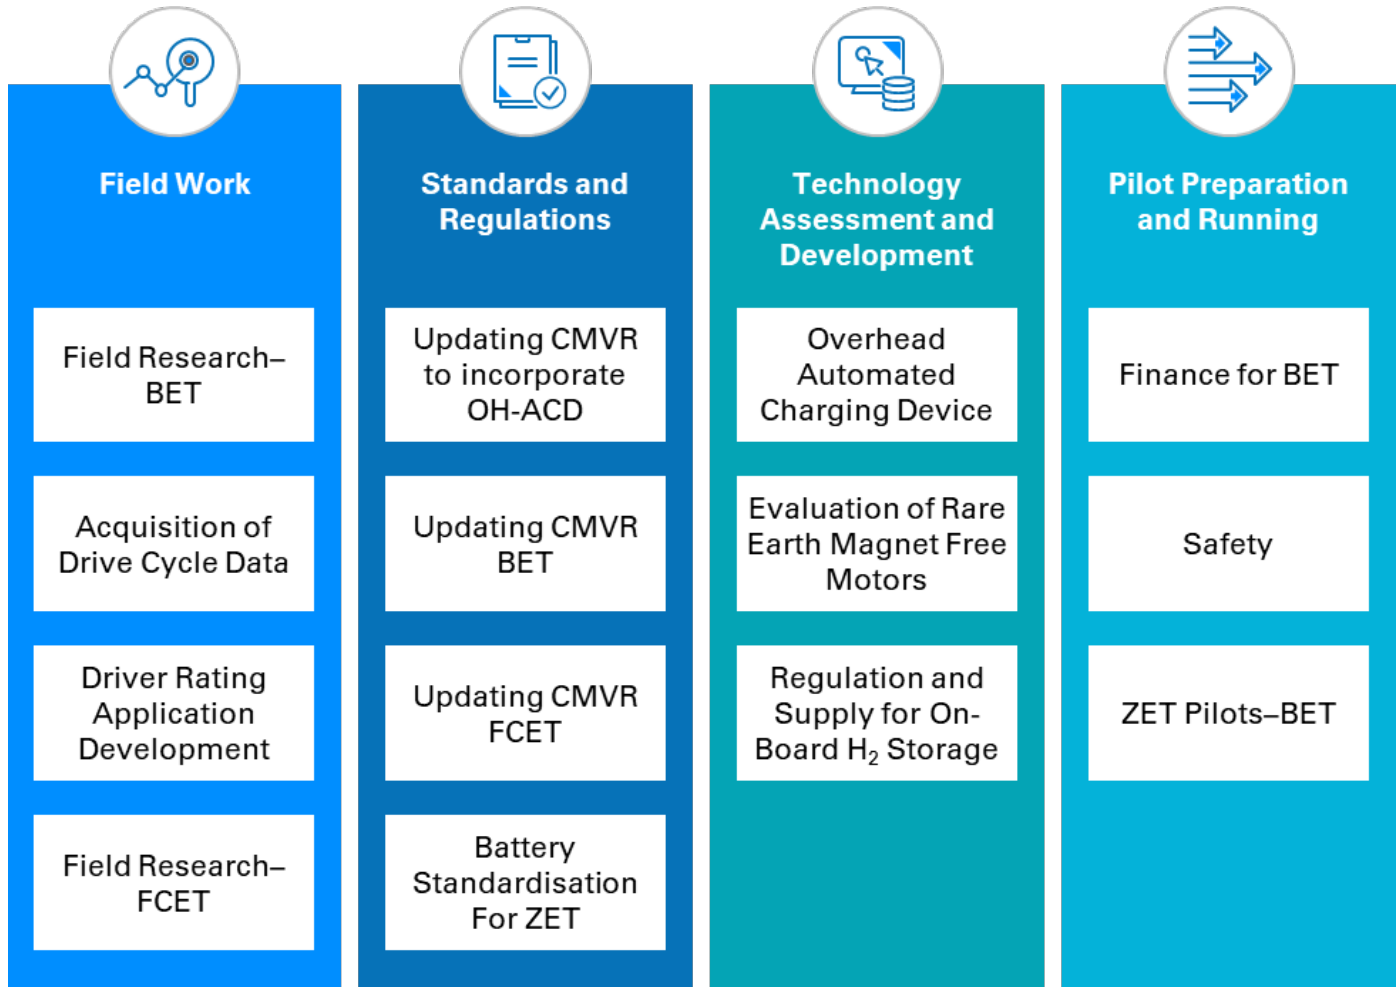 Field Work
Field Research–
BET
Acquisition of
Drive Cycle Data
Driver Rating
Application
Development
Field Research–
FCET
Standards and
Regulations
Updating CMVR
to incorporate
OH-ACD
Updating CMVR
BET
Updating CMVR
FCET
Battery
Standardisation
For ZET
Technology
Assessment and
Development
Overhead
Automated
Charging Device
Evaluation of Rare
Earth Magnet Free
Motors
Regulation and
Supply for On-
Board H₂ Storage
Pilot Preparation
and Running
Finance for BET
Safety
ZET Pilots–BET